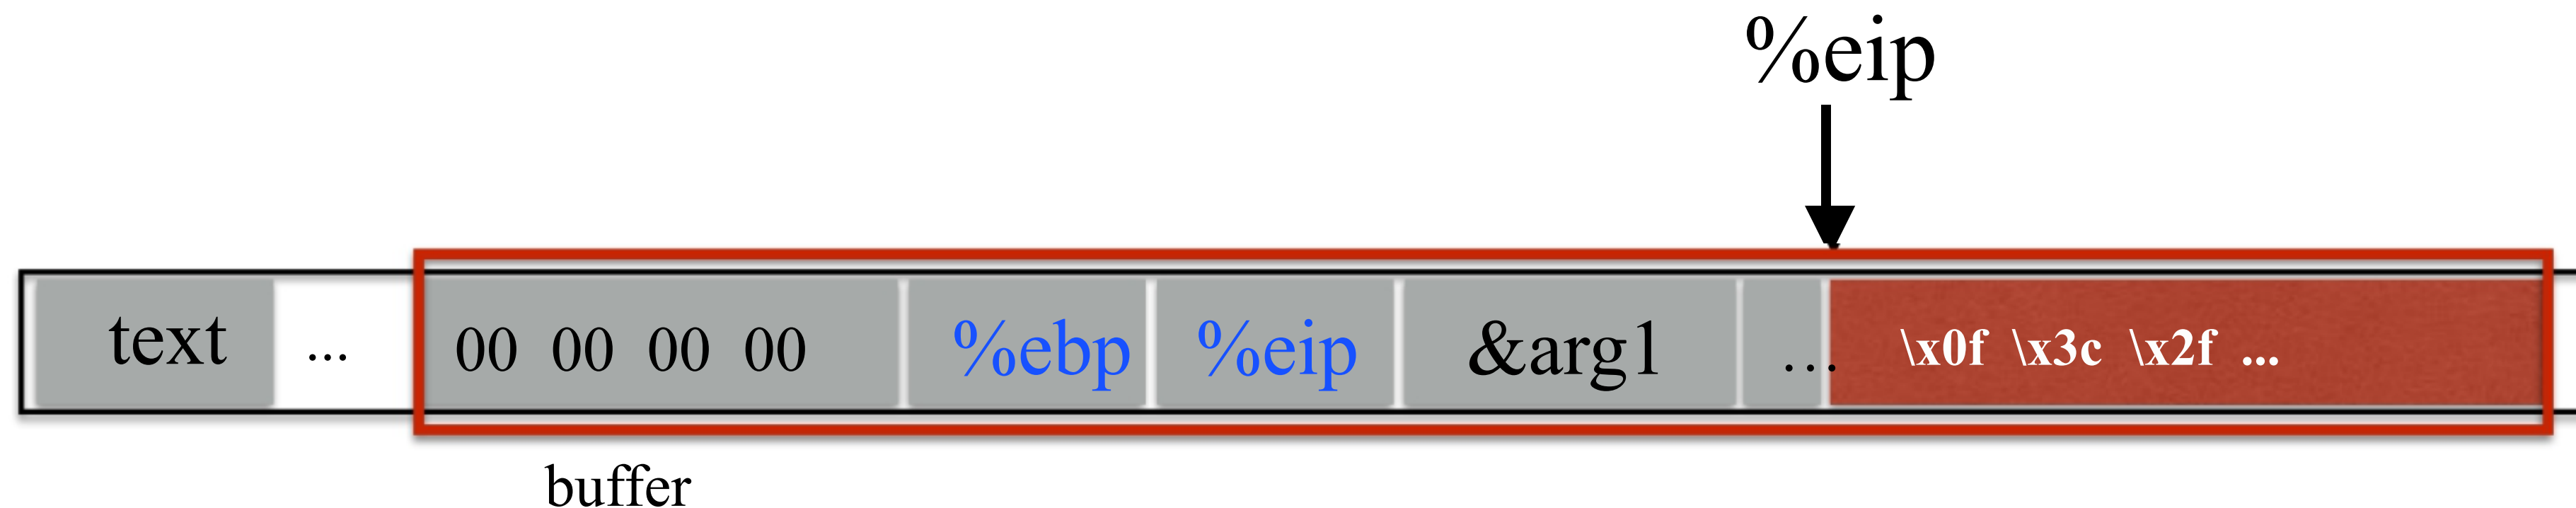 %eip
text ... 00 00 00 00 %ebp %eip &arg1 ... \x0f \x3c \x2f ...
buffer